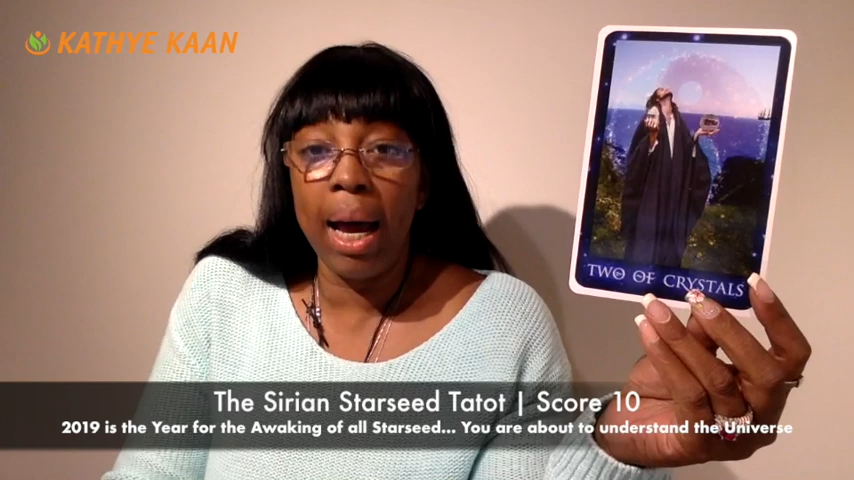 KATHYE KAAN
TWO OF CRYSTALS
The Sirian Starseed Tatot | Score 10
2019 is the Year for the Awaking of all Starseed... You are about to understand the Universe